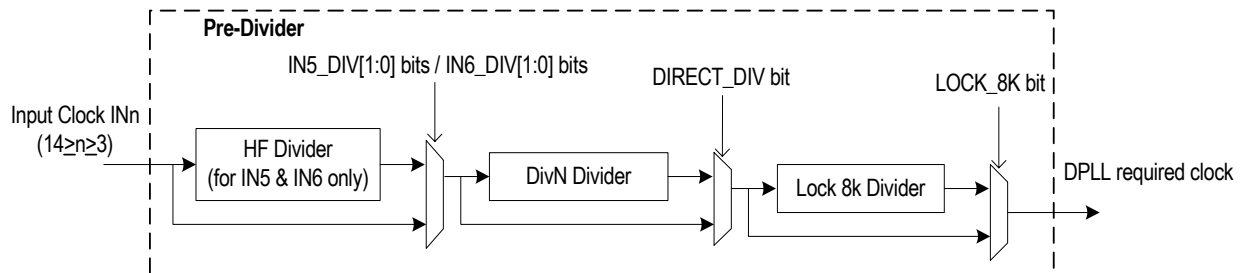 Pre-Divider
IN5_DIV[1:0] bits / IN6_DIV[1:0] bits
DIRECT_DIV bit
LOCK_8K bit
Input Clock INn
(14≥n≥3)
HF Divider
(for IN5 & IN6 only)
DivN Divider
Lock 8k Divider
DPLL required clock